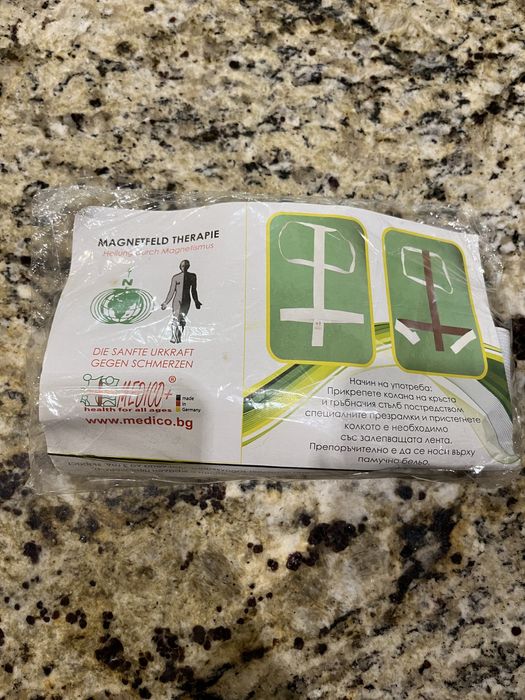 MAGNETFELD THERAPIE
Heilung durch Magnetismus
N
DIE SANFTE URKRAFT
GEGEN SCHMERZEN
MEDICO+®
made
in
Germany
health for all ages
www.medico.bg
Начин на употреба:
Прикрепете колана на кръста
и гръбначия стълб постредством
специалните презрамки и пристегнете
колкото е необходимо
със залепващата лента.
Препоръчително е да се носи върху
памучно бельо.